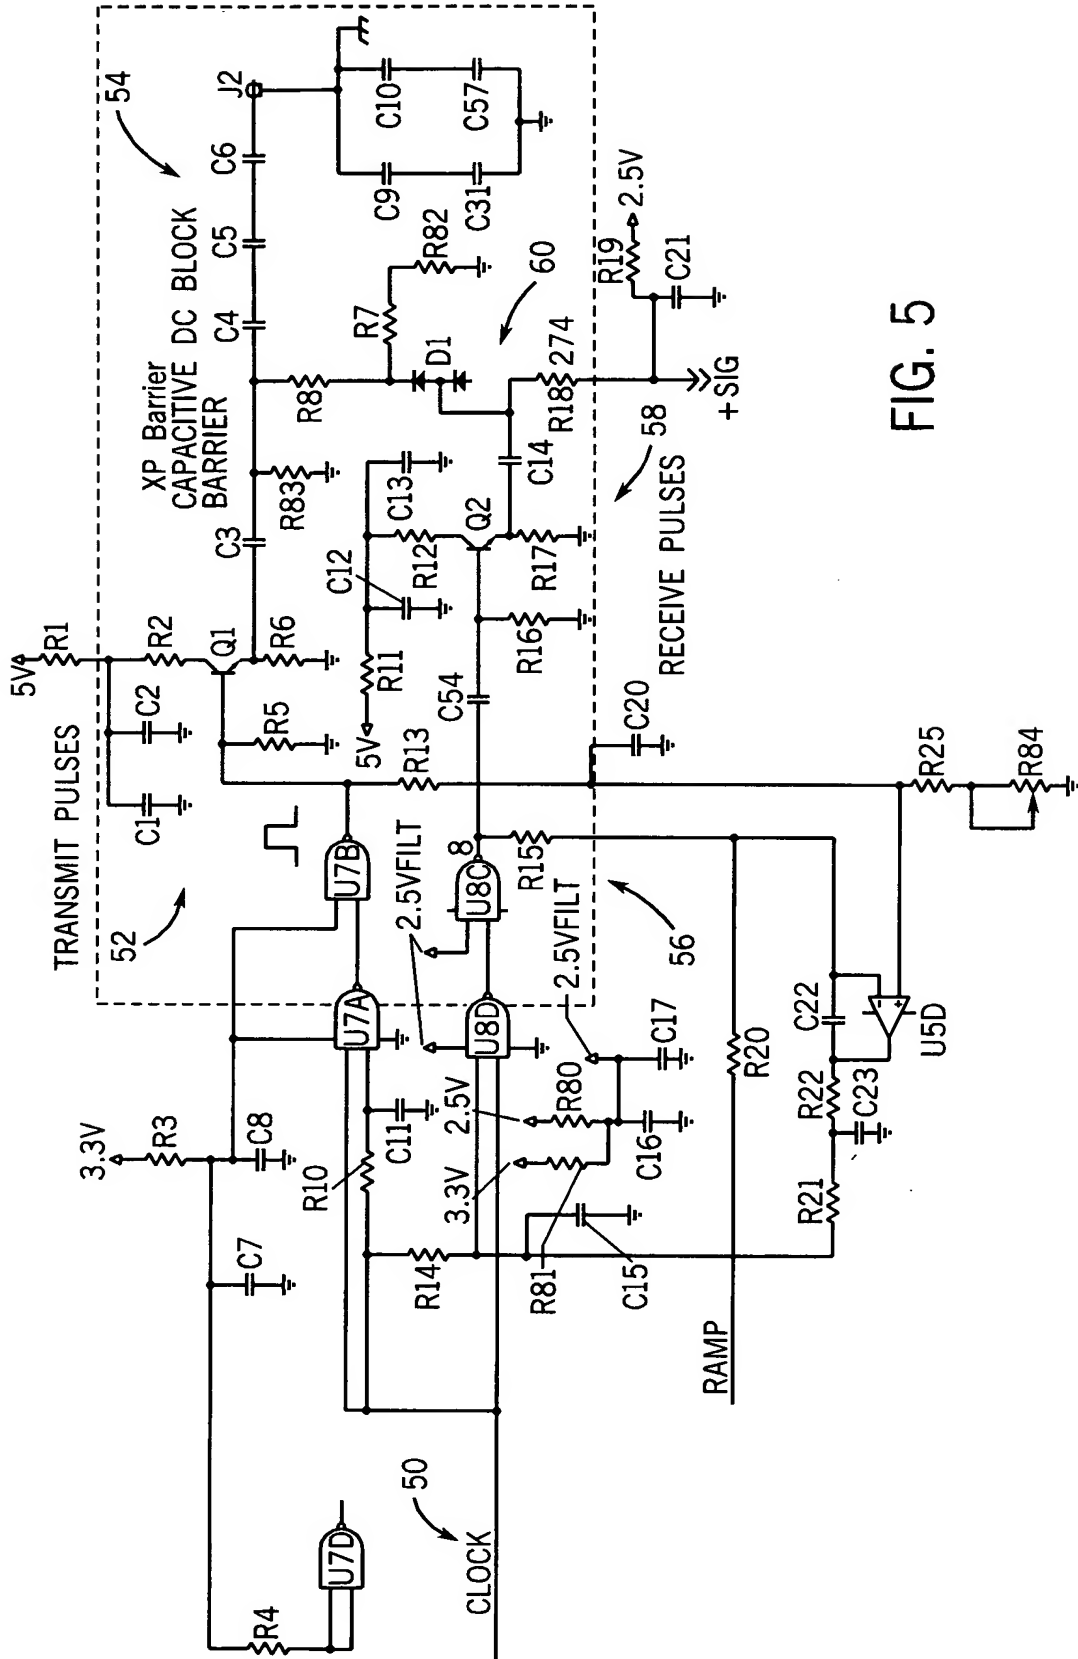 TRANSMIT PULSES
52
5V
R1
C1
C2
R2
Q1
R5
R6
C3
XP Barrier
CAPACITIVE DC BLOCK
BARRIER
54
R83
C4
C5
C6
J2
R8
R7
R82
D1
60
C9
C10
C31
C57
3.3V
R3
C7
C8
R4
U7D
U7A
U7B
R10
C11
R13
5V
R11
C12
C13
R12
Q2
C14
R17
R16
C54
R18
274
R19
2.5V
C21
+SIG
58
RECEIVE PULSES
C20
50
CLOCK
R14
U8D
U8C
8
2.5VFILT
R15
56
2.5V
R80
2.5VFILT
C17
C16
3.3V
R81
C15
RAMP
R20
R21
R22
C23
C22
U5D
R25
R84
FIG. 5